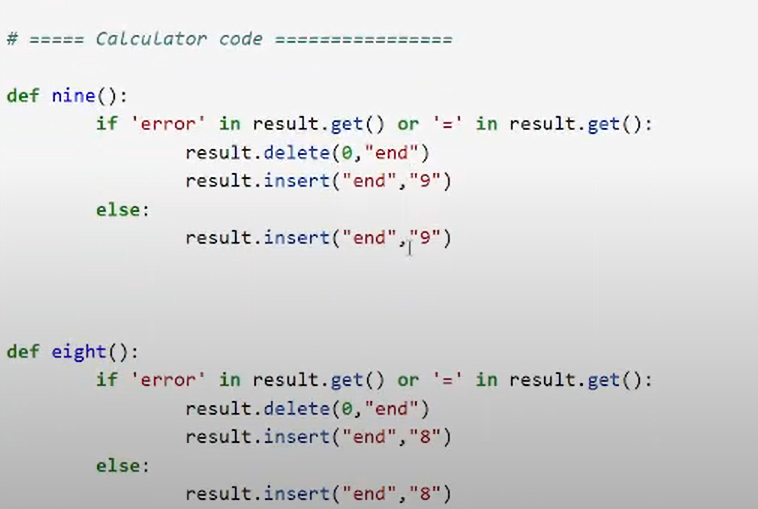 # ===== Calculator code ================
def nine():
        if 'error' in result.get() or '=' in result.get():
                result.delete(0,"end")
                result.insert("end","9")
        else:
                result.insert("end","9")
def eight():
        if 'error' in result.get() or '=' in result.get():
                result.delete(0,"end")
                result.insert("end","8")
        else:
                result.insert("end","8")